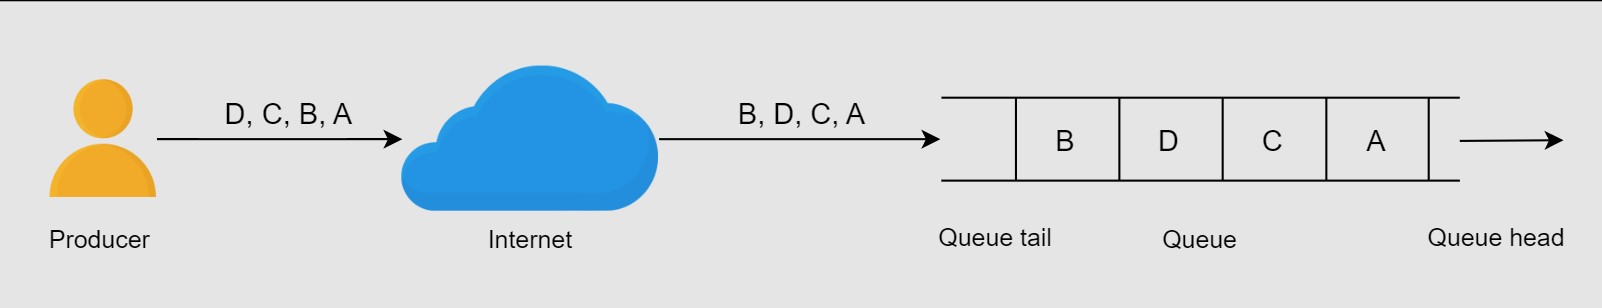 D, C, B, A
B, D, C, A
B
D
C
A
Producer
Internet
Queue tail
Queue
Queue head